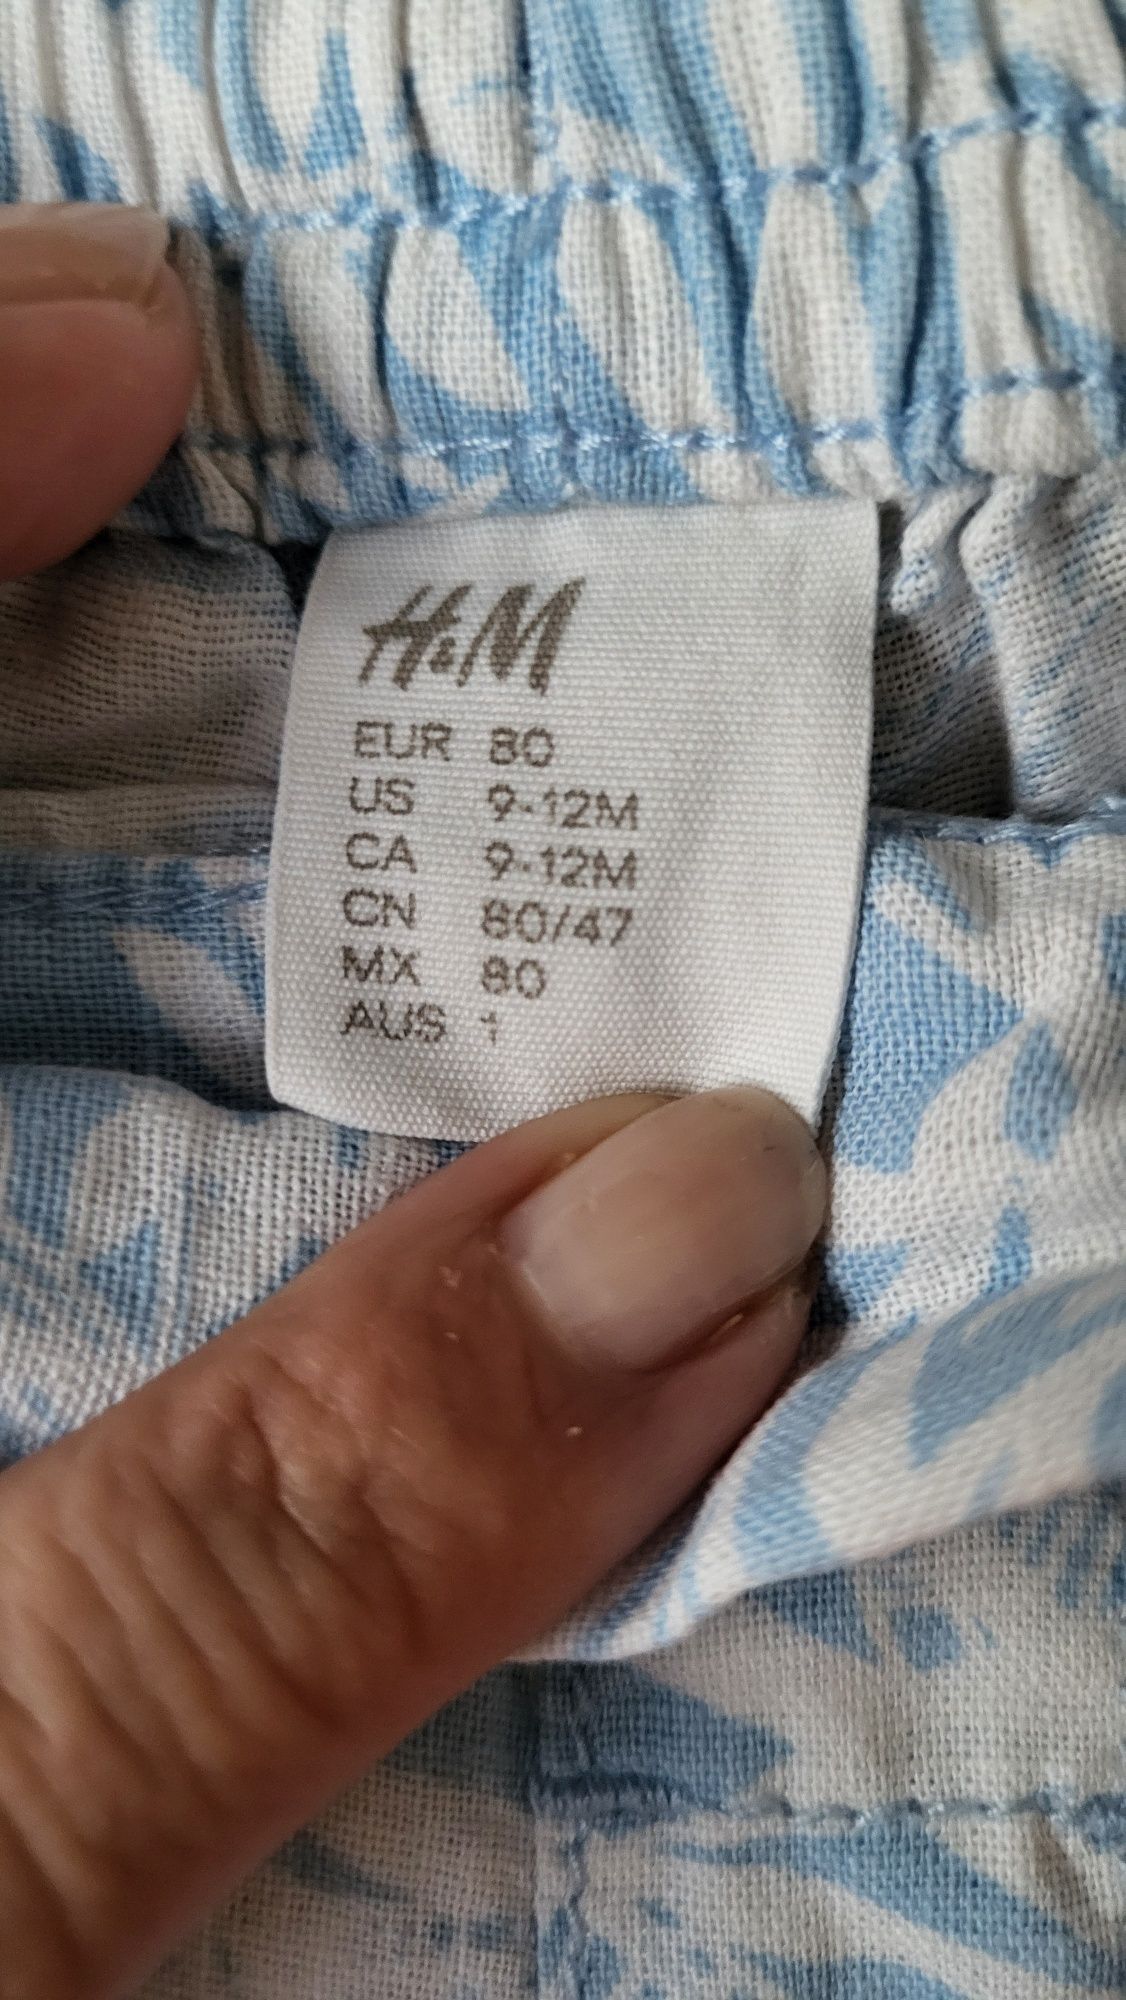 H&M
EUR 80
US 9-12M
CA 9-12M
CN 80/47
MX 80
AUS 1